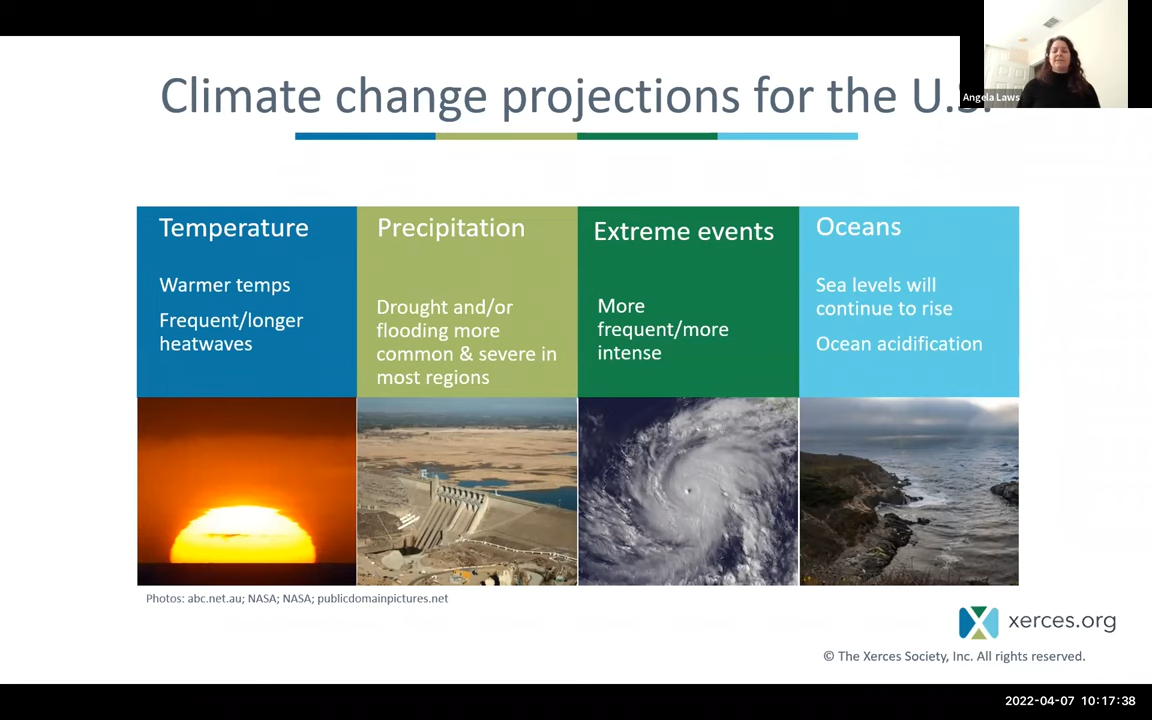 Climate change projections for the U.S.
Angela Laws
Temperature
Warmer temps
Frequent/longer
heatwaves
Precipitation
Drought and/or
flooding more
common & severe in
most regions
Extreme events
More
frequent/more
intense
Oceans
Sea levels will
continue to rise
Ocean acidification
Photos: abc.net.au; NASA; NASA; publicdomainpictures.net
xerces.org
© The Xerces Society, Inc. All rights reserved.
2022-04-07 10:17:38